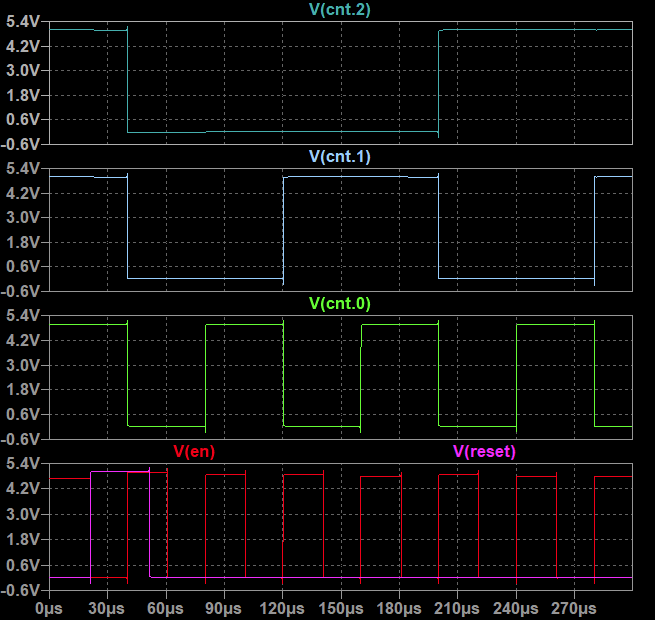 V(cnt.2)
5.4V
4.2V
3.0V
1.8V
0.6V
-0.6V
V(cnt.1)
5.4V
4.2V
3.0V
1.8V
0.6V
-0.6V
V(cnt.0)
5.4V
4.2V
3.0V
1.8V
0.6V
-0.6V
V(en) V(reset)
5.4V
4.2V
3.0V
1.8V
0.6V
-0.6V
0µs 30µs 60µs 90µs 120µs 150µs 180µs 210µs 240µs 270µs